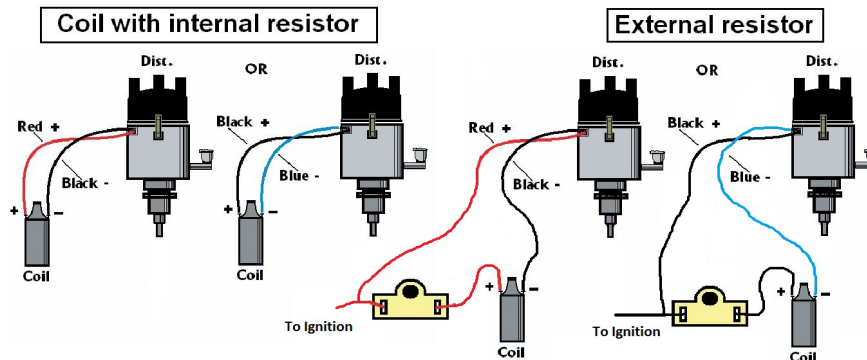 Coil with internal resistor
External resistor
Dist.
OR
Dist.
Dist.
OR
Dist.
Red +
Black -
+
–
Coil
Black +
Blue -
+
–
Coil
Red +
Black -
+
–
To Ignition
Coil
Black +
Blue -
+
–
To Ignition
Coil